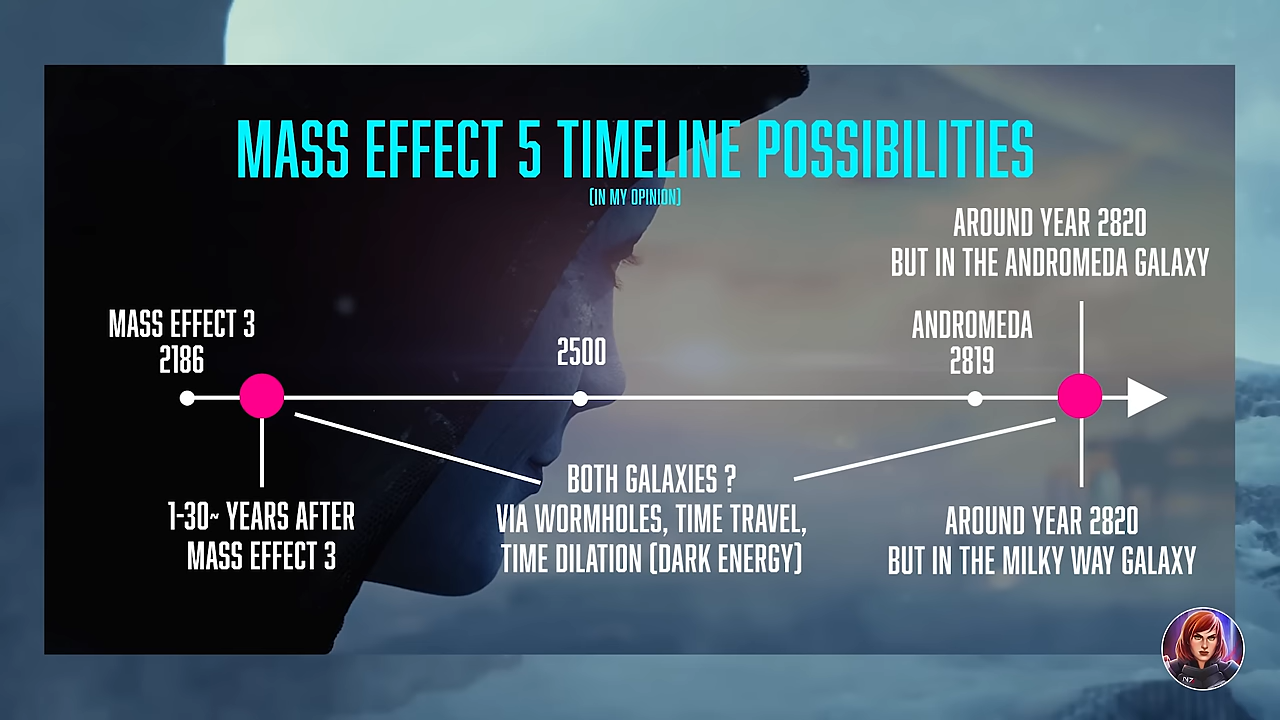 MASS EFFECT 5 TIMELINE POSSIBILITIES
(IN MY OPINION)
AROUND YEAR 2820
BUT IN THE ANDROMEDA GALAXY
MASS EFFECT 3
2186
2500
ANDROMEDA
2819
BOTH GALAXIES ?
VIA WORMHOLES, TIME TRAVEL,
TIME DILATION (DARK ENERGY)
1-30~ YEARS AFTER
MASS EFFECT 3
AROUND YEAR 2820
BUT IN THE MILKY WAY GALAXY
N7